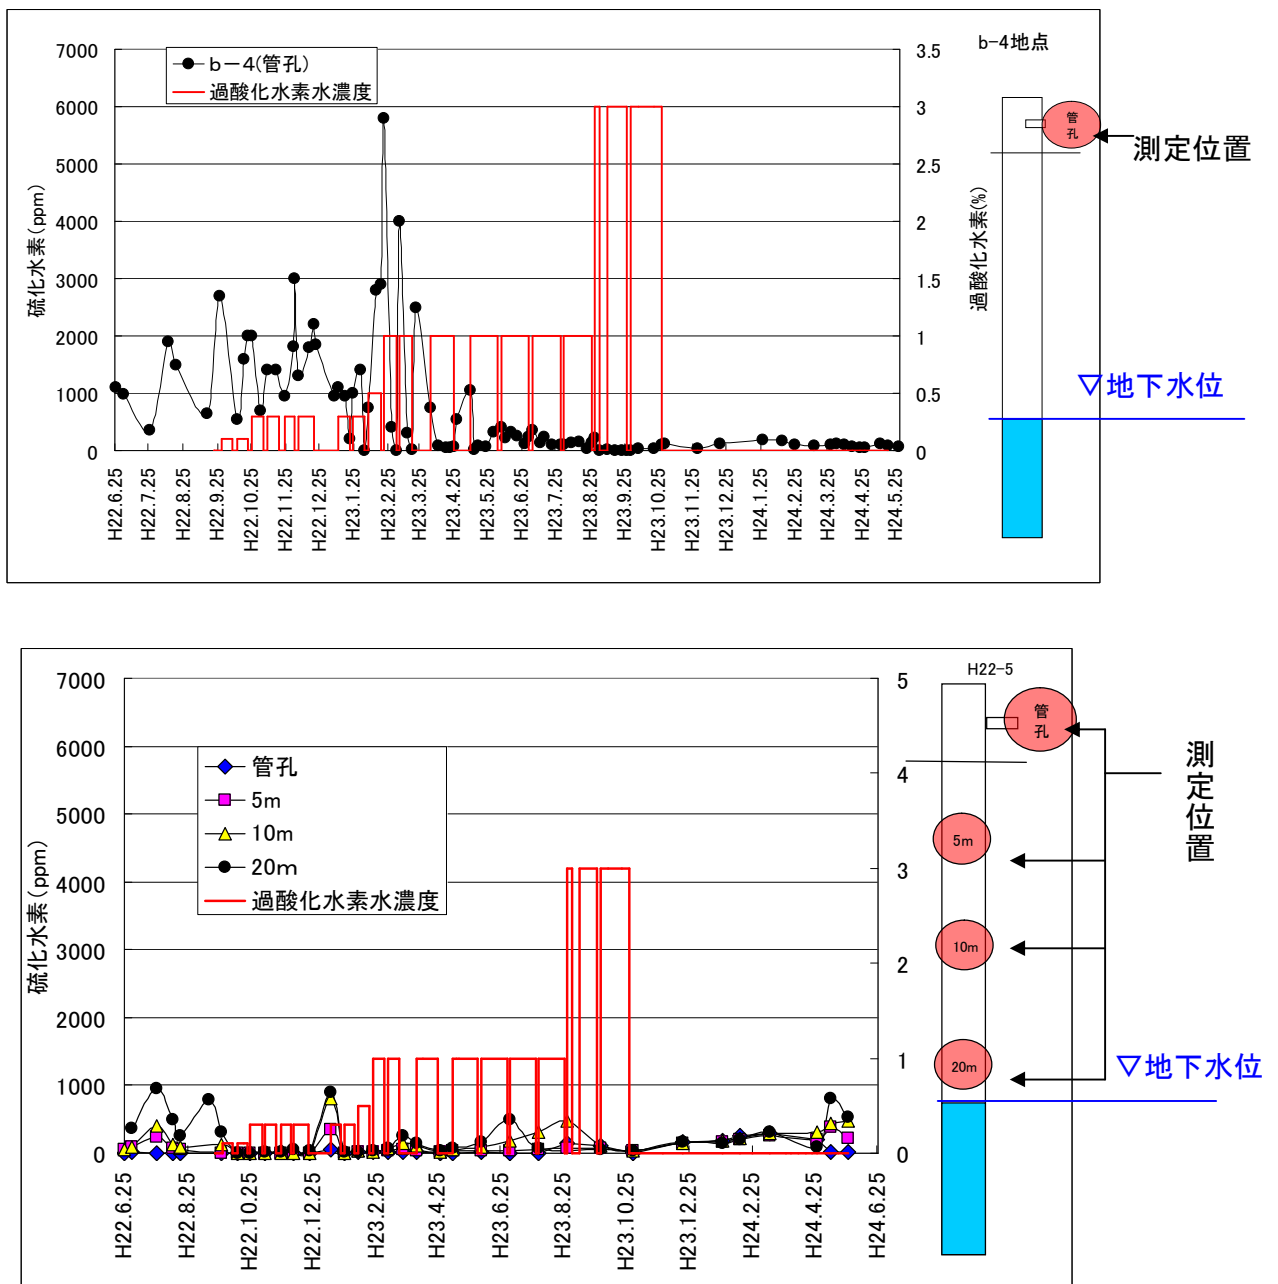 b-4地点
7000
6000
5000
4000
3000
2000
1000
0
硫化水素(ppm)
b－4(管孔)
過酸化水素水濃度
3.5
3
2.5
2
1.5
1
0.5
0
過酸化水素(%)
H22.6.25
H22.7.25
H22.8.25
H22.9.25
H22.10.25
H22.11.25
H22.12.25
H23.1.25
H23.2.25
H23.3.25
H23.4.25
H23.5.25
H23.6.25
H23.7.25
H23.8.25
H23.9.25
H23.10.25
H23.11.25
H23.12.25
H24.1.25
H24.2.25
H24.3.25
H24.4.25
H24.5.25
管
孔
測定位置
▽地下水位
H22-5
7000
6000
5000
4000
3000
2000
1000
0
硫化水素(ppm)
管孔
5m
10m
20m
過酸化水素水濃度
5
4
3
2
1
0
H22.6.25
H22.8.25
H22.10.25
H22.12.25
H23.2.25
H23.4.25
H23.6.25
H23.8.25
H23.10.25
H23.12.25
H24.2.25
H24.4.25
H24.6.25
管
孔
5m
10m
20m
測定位置
▽地下水位